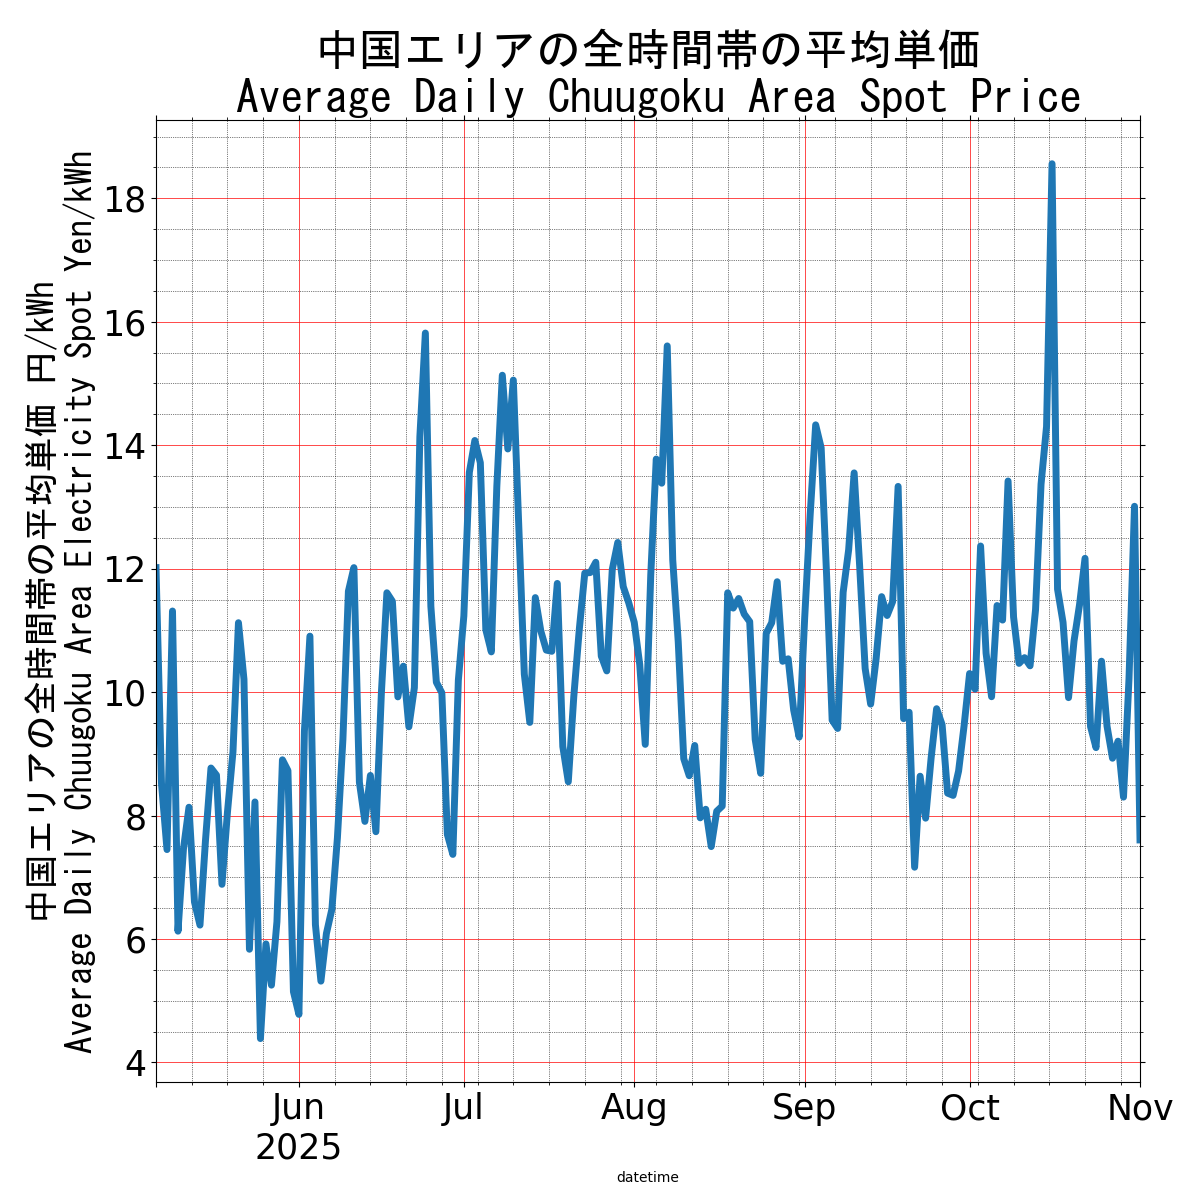 中国エリアの全時間帯の平均単価
Average Daily Chuugoku Area Spot Price
中国エリアの全時間帯の平均単価 円/kWh
Average Daily Chuugoku Area Electricity Spot Yen/kWh
18
16
14
12
10
8
6
4
Jun
2025
Jul
Aug
Sep
Oct
Nov
datetime